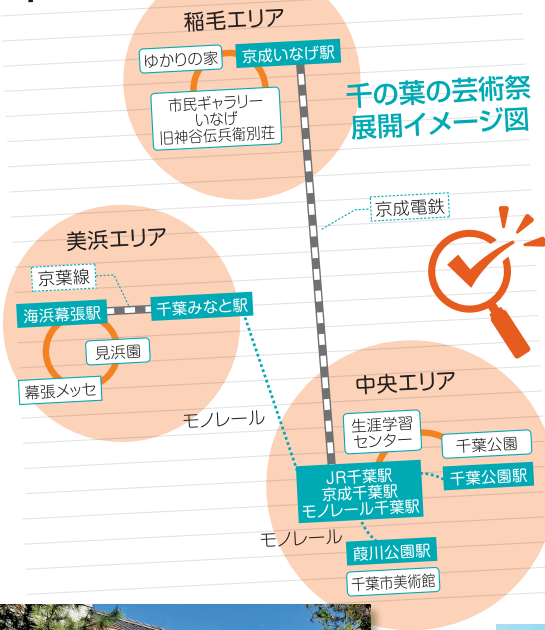 稲毛エリア
ゆかりの家
京成いなげ駅
市民ギャラリー
いなげ
旧神谷伝兵衛別荘
千の葉の芸術祭
展開イメージ図
京成電鉄
美浜エリア
京葉線
海浜幕張駅
千葉みなと駅
見浜園
幕張メッセ
モノレール
中央エリア
生涯学習
センター
千葉公園
JR千葉駅
京成千葉駅
モノレール千葉駅
千葉公園駅
モノレール
葭川公園駅
千葉市美術館